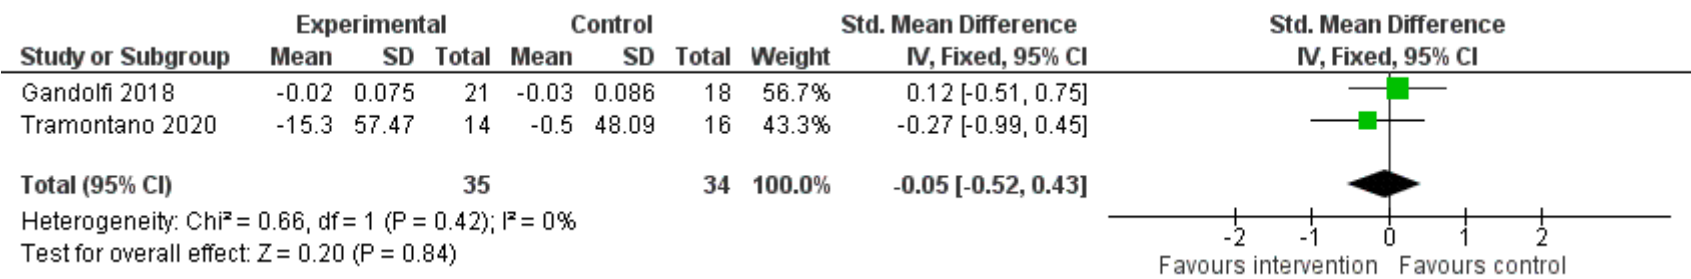 Experimental Control Std. Mean Difference Std. Mean Difference
Study or Subgroup Mean SD Total Mean SD Total Weight IV, Fixed, 95% CI IV, Fixed, 95% CI
Gandolfi 2018 -0.02 0.075 21 -0.03 0.086 18 56.7% 0.12 [-0.51, 0.75]
Tramontano 2020 -15.3 57.47 14 -0.5 48.09 16 43.3% -0.27 [-0.99, 0.45]
Total (95% CI) 35 34 100.0% -0.05 [-0.52, 0.43]
Heterogeneity: Chi² = 0.66, df = 1 (P = 0.42); I² = 0%
Test for overall effect: Z = 0.20 (P = 0.84)
-2 -1 0 1 2
Favours intervention Favours control